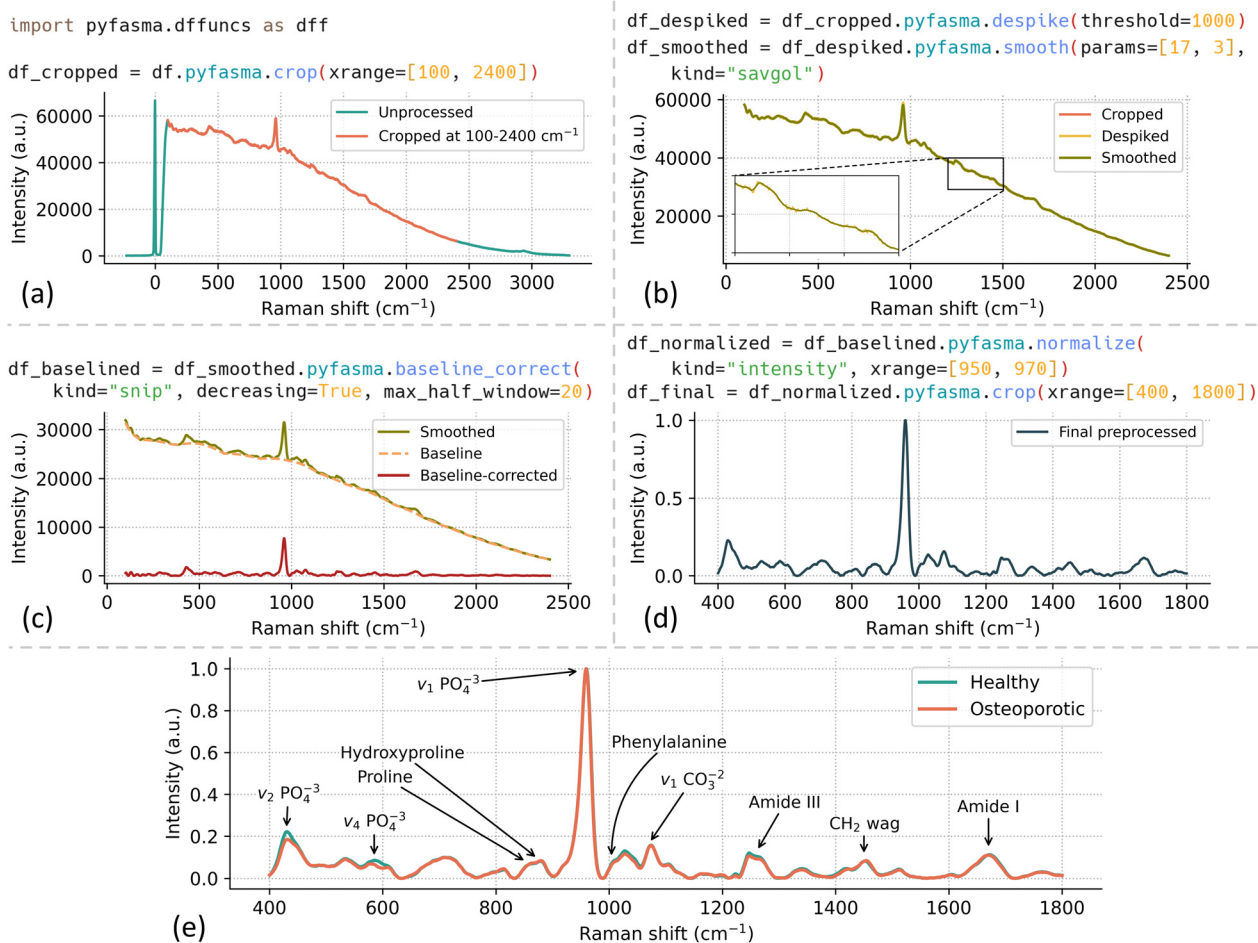 import pyfasma.dffuncs as dff
df_cropped = df.pyfasma.crop(xrange=[100, 2400])
60000
40000
20000
0
Intensity (a.u.)
Unprocessed
Cropped at 100-2400 cm⁻¹
0 500 1000 1500 2000 2500 3000
Raman shift (cm⁻¹)
(a)
df_despiked = df_cropped.pyfasma.despike(threshold=1000)
df_smoothed = df_despiked.pyfasma.smooth(params=[17, 3],
kind="savgol")
60000
40000
20000
Intensity (a.u.)
Cropped
Despiked
Smoothed
0 500 1000 1500 2000 2500
Raman shift (cm⁻¹)
(b)
df_baselined = df_smoothed.pyfasma.baseline_correct(
kind="snip", decreasing=True, max_half_window=20)
30000
20000
10000
0
Intensity (a.u.)
Smoothed
Baseline
Baseline-corrected
0 500 1000 1500 2000 2500
Raman shift (cm⁻¹)
(c)
df_normalized = df_baselined.pyfasma.normalize(
kind="intensity", xrange=[950, 970])
df_final = df_normalized.pyfasma.crop(xrange=[400, 1800])
1.0
0.5
0.0
Intensity (a.u.)
Final preprocessed
400 600 800 1000 1200 1400 1600 1800
Raman shift (cm⁻¹)
(d)
1.0
0.8
0.6
0.4
0.2
0.0
Intensity (a.u.)
Healthy
Osteoporotic
v₁ PO₄⁻³
Hydroxyproline
Proline
v₂ PO₄⁻³
v₄ PO₄⁻³
Phenylalanine
v₁ CO₃⁻²
Amide III
CH₂ wag
Amide I
400 600 800 1000 1200 1400 1600 1800
Raman shift (cm⁻¹)
(e)